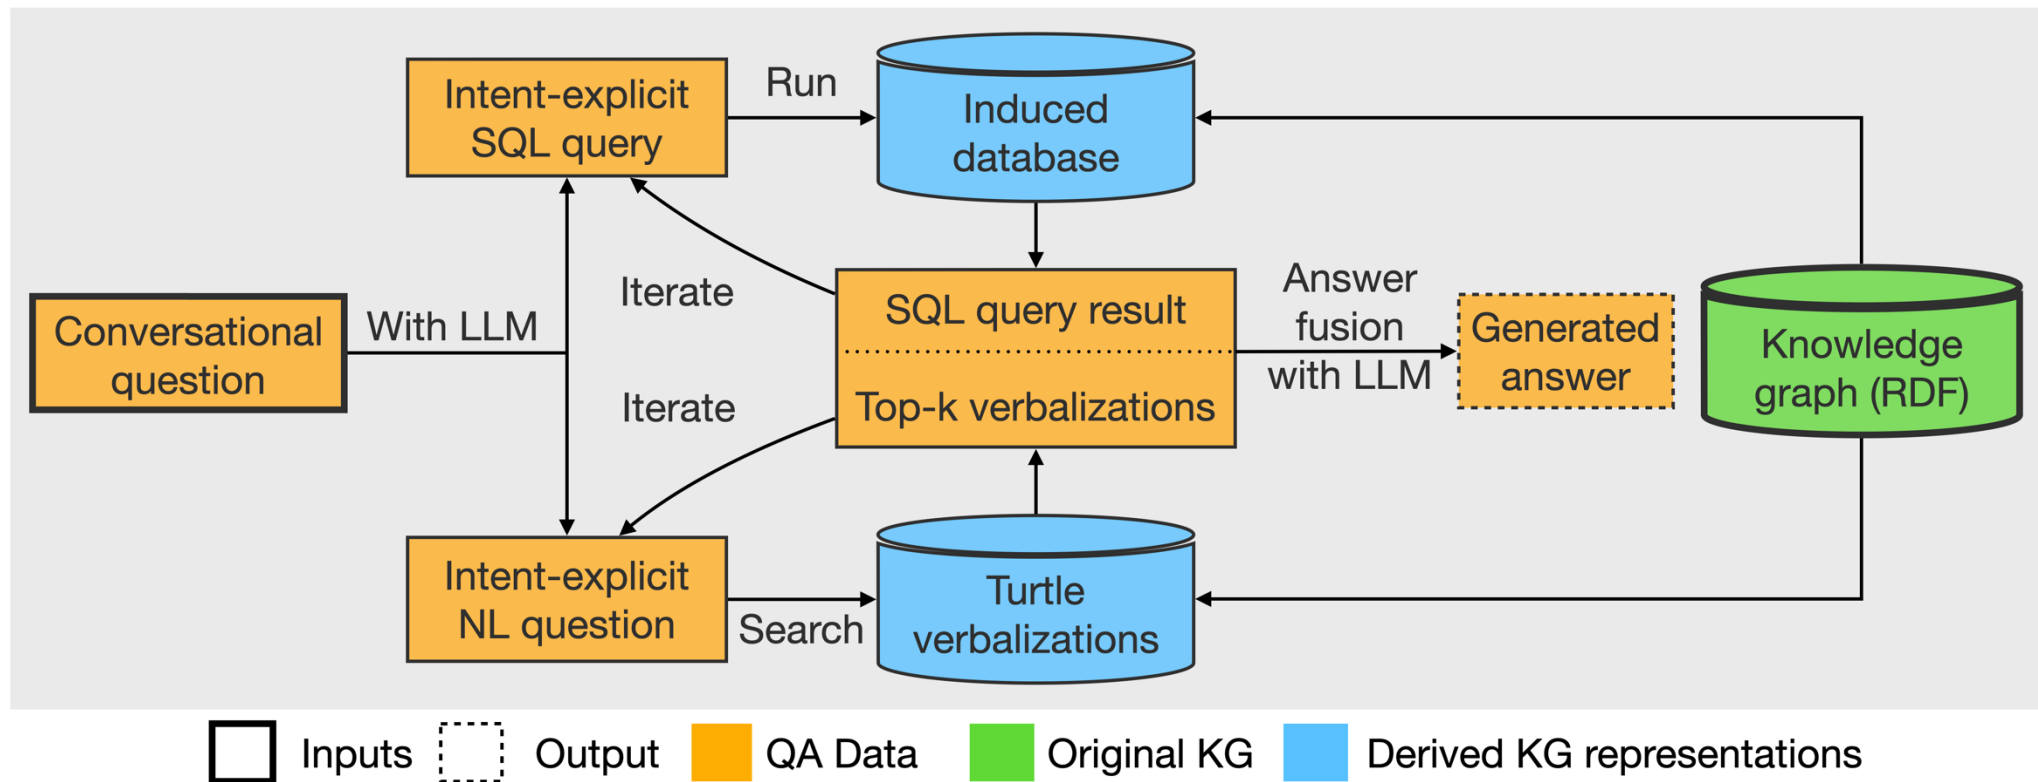 Intent-explicit
SQL query
Run
Induced
database
Conversational
question
With LLM
Iterate
Iterate
SQL query result
Top-k verbalizations
Answer
fusion
with LLM
Generated
answer
Knowledge
graph (RDF)
Intent-explicit
NL question
Search
Turtle
verbalizations
Inputs
Output
QA Data
Original KG
Derived KG representations